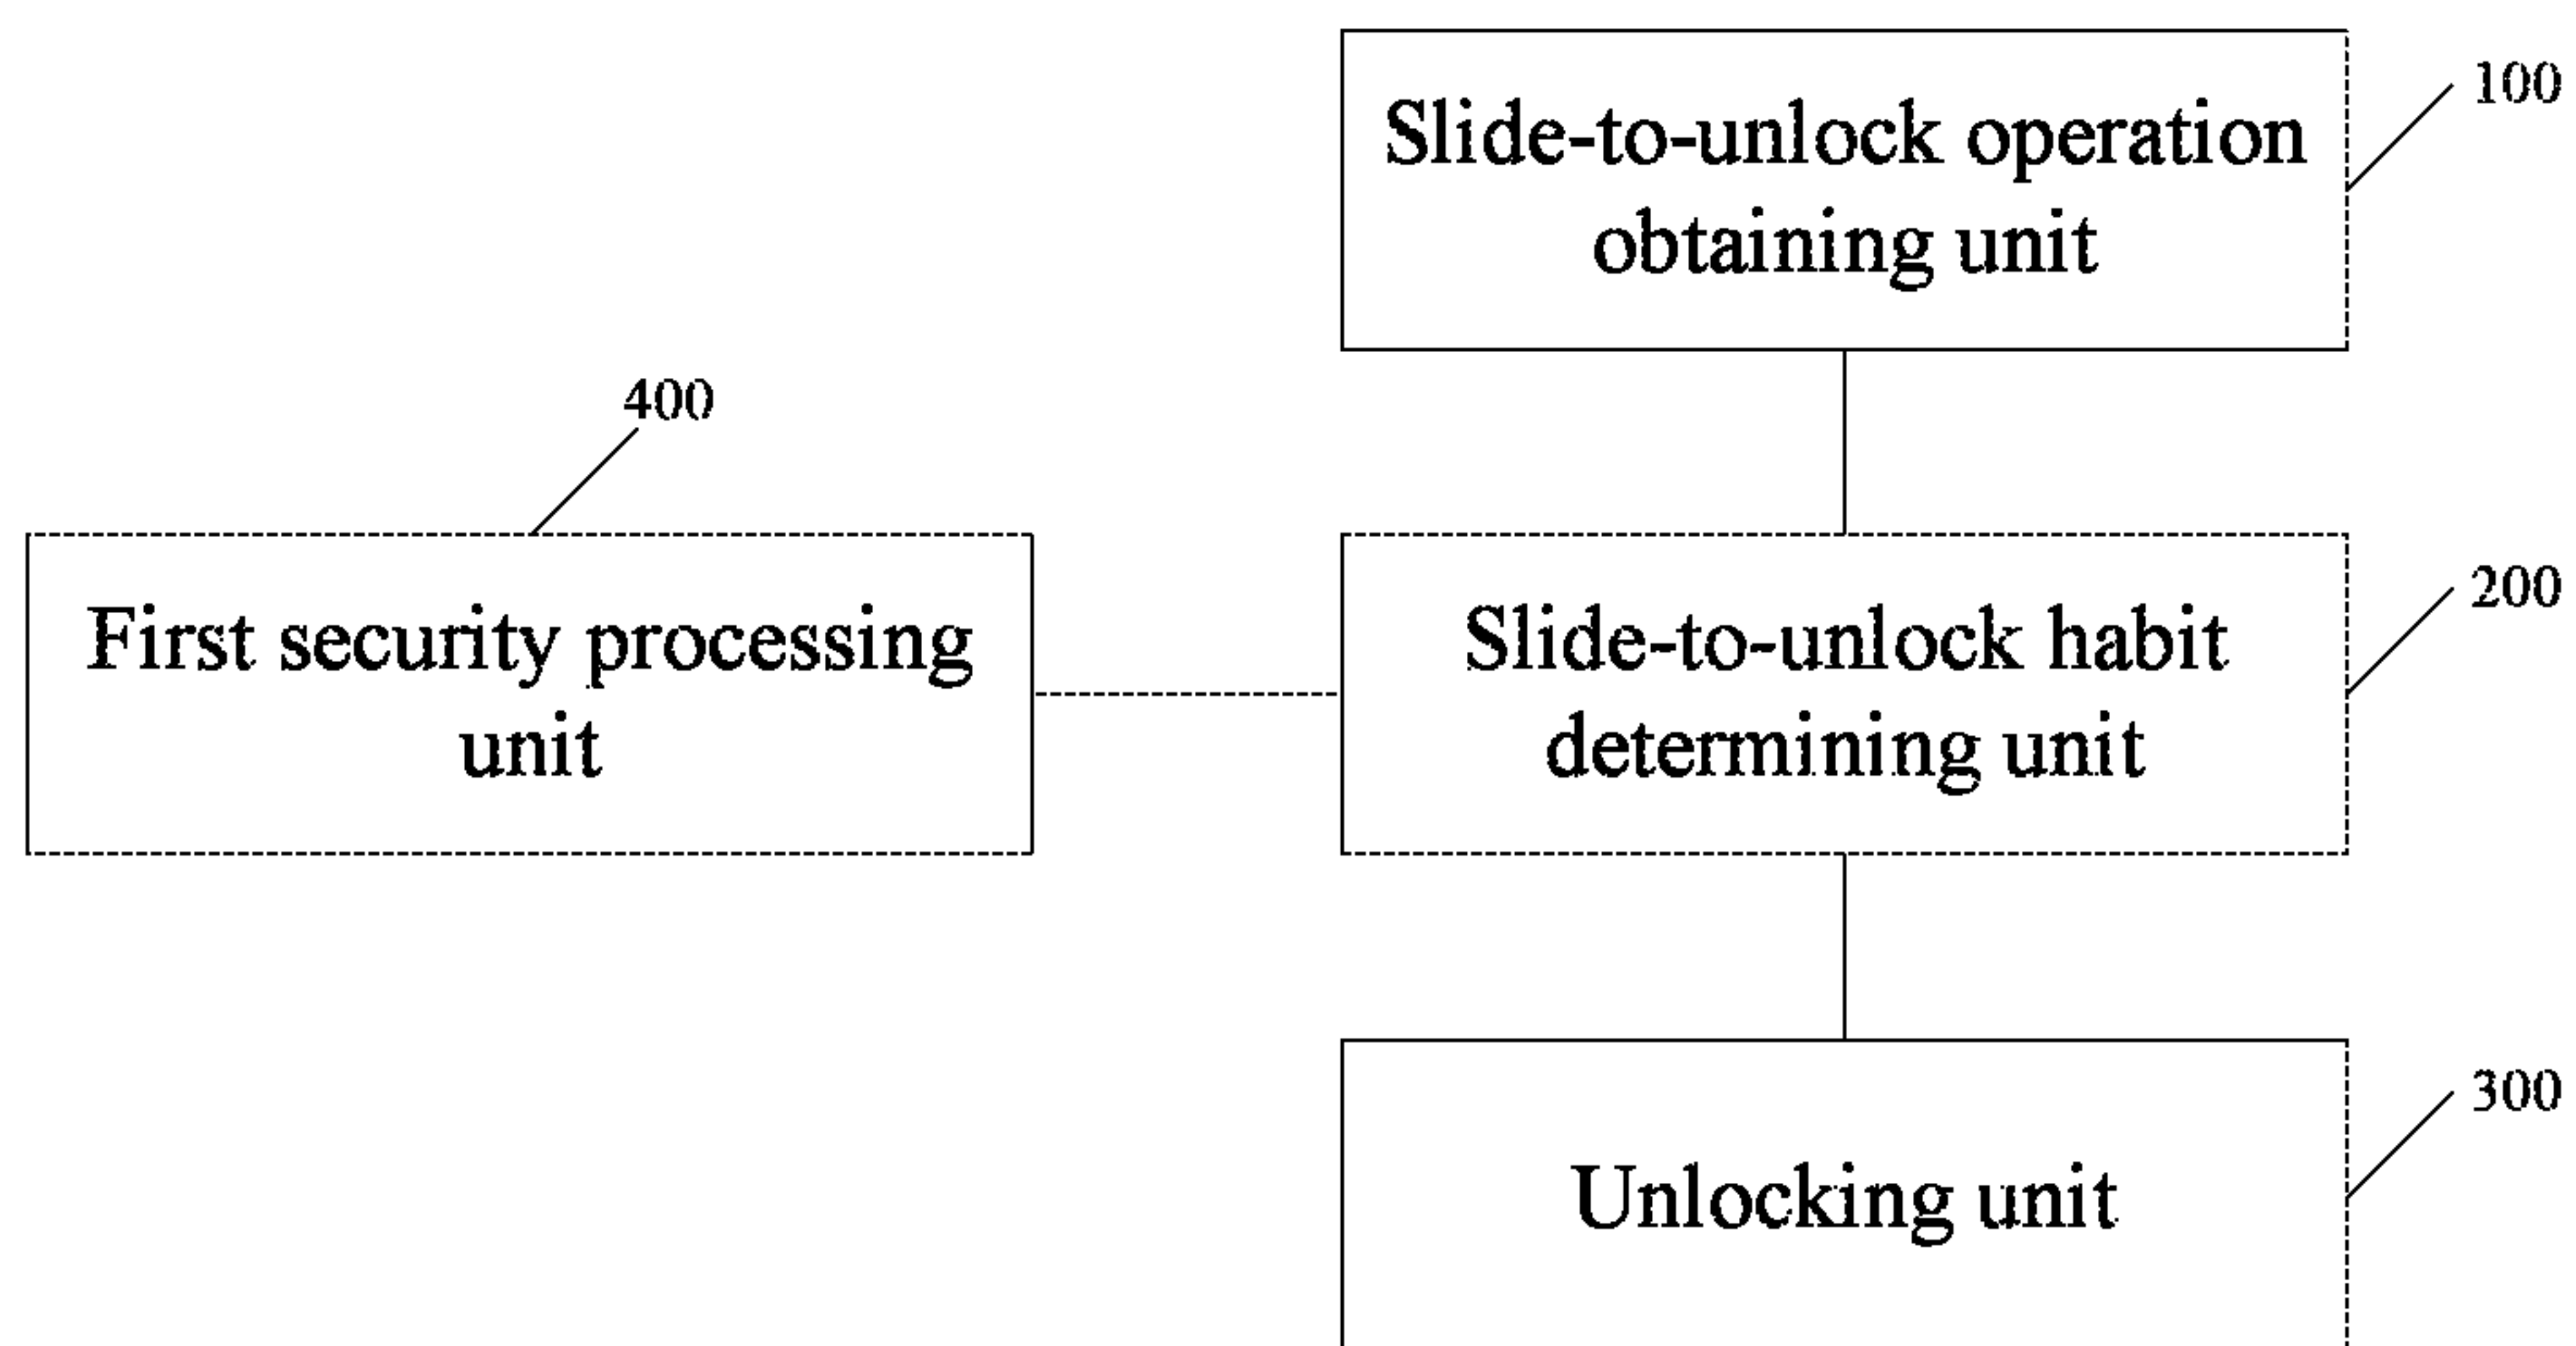 Slide-to-unlock operation
obtaining unit
100
400
First security processing
unit
Slide-to-unlock habit
determining unit
200
Unlocking unit
300